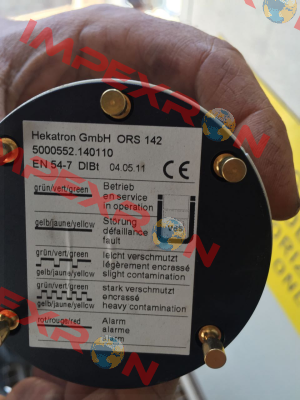 Hekatron GmbH ORS 142
5000552.140110
EN 54-7 DIBt 04.05.11 CE
grün/vert/green
Betrieb
en service
in operation
gelb/jaune/yellow
Störung
défaillance
fault
VdS
grün/vert/green
gelb/jaune/yellow
leicht verschmutzt
légèrement encrassé
slight contamination
grün/vert/green
gelb/jaune/yellow
stark verschmutzt
encrassé
heavy contamination
rot/rouge/red
Alarm
alarme
alarm
IMPEXRON
IMPEXRON